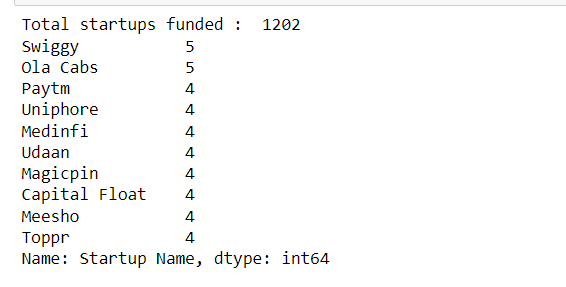 Total startups funded :  1202
Swiggy           5
Ola Cabs         5
Paytm            4
Uniphore         4
Medinfi          4
Udaan            4
Magicpin         4
Capital Float    4
Meesho           4
Toppr            4
Name: Startup Name, dtype: int64